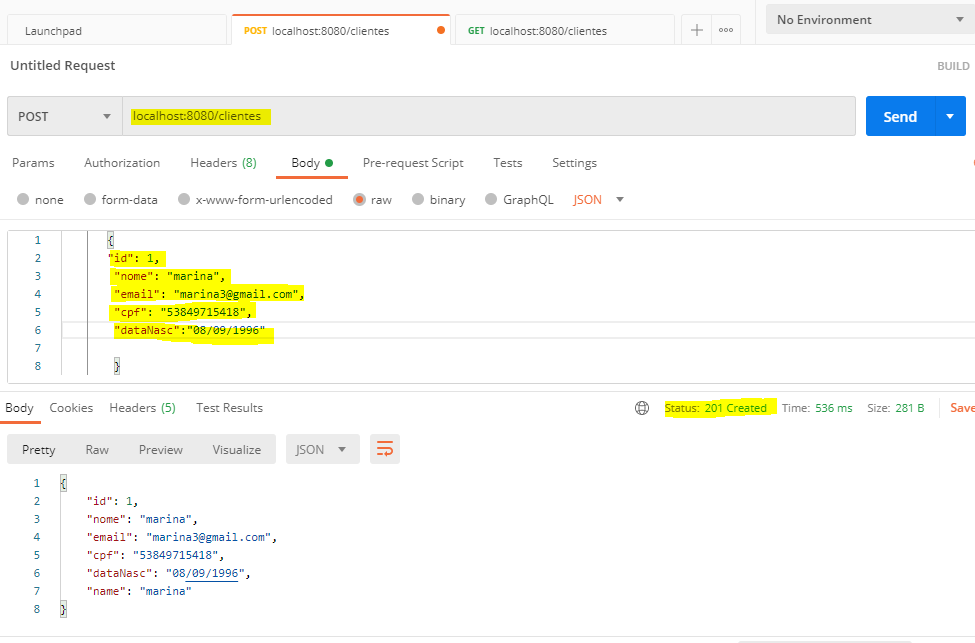 Launchpad
POST localhost:8080/clientes
GET localhost:8080/clientes
No Environment
Untitled Request
BUILD
POST
localhost:8080/clientes
Send
Params Authorization Headers (8) Body Pre-request Script Tests Settings
none form-data x-www-form-urlencoded raw binary GraphQL JSON
1 {
2 "id": 1,
3 "nome": "marina",
4 "email": "marina3@gmail.com",
5 "cpf": "53849715418",
6 "dataNasc":"08/09/1996"
7
8 }
Body Cookies Headers (5) Test Results
Status: 201 Created Time: 536 ms Size: 281 B Save
Pretty Raw Preview Visualize JSON
1 {
2 "id": 1,
3 "nome": "marina",
4 "email": "marina3@gmail.com",
5 "cpf": "53849715418",
6 "dataNasc": "08/09/1996",
7 "name": "marina"
8 }